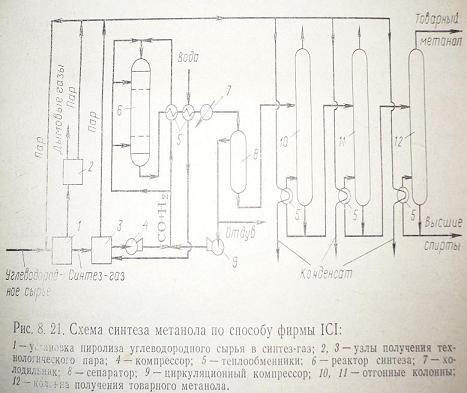 Товарный
метанол
Вода
Дымовые газы
Пар
Пар
Пар
6
7
5
2
8
10
11
12
1
3
4
CO+H₂
5
5
5
Отдув
9
Высшие
спирты
Конденсат
Углеводород-
ное сырье
Синтез-газ
Рис. 8. 21. Схема синтеза метанола по способу фирмы ICI:
1 — установка пиролиза углеводородного сырья в синтез-газ; 2, 3 — узлы получения тех-
нологического пара; 4 — компрессор; 5 — теплообменники; 6 — реактор синтеза; 7 — хо-
лодильник; 8 — сепаратор; 9 — циркуляционный компрессор; 10, 11 — отгонные колонны;
12 — колонна получения товарного метанола.